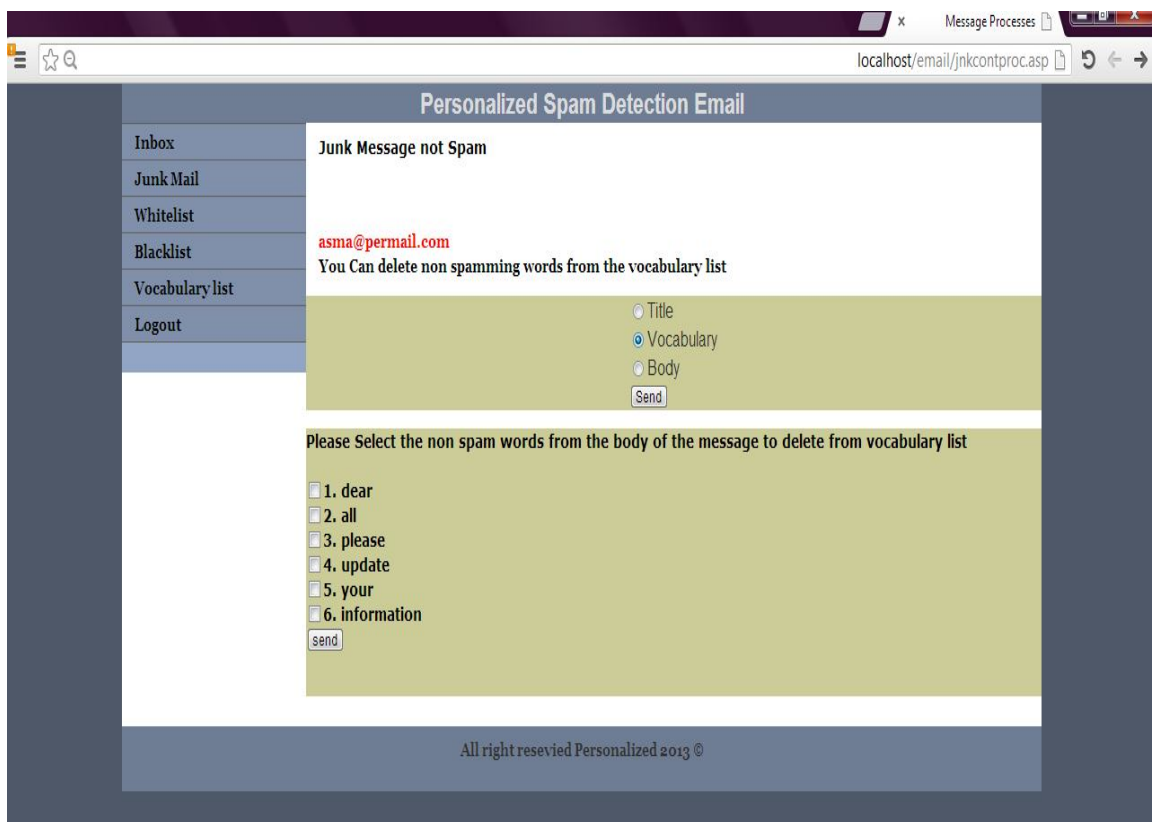 Message Processes
localhost/email/jnkcontproc.asp
Personalized Spam Detection Email
Inbox
Junk Mail
Whitelist
Blacklist
Vocabulary list
Logout
Junk Message not Spam
asma@permail.com
You Can delete non spamming words from the vocabulary list
Title
Vocabulary
Body
Send
Please Select the non spam words from the body of the message to delete from vocabulary list
1. dear
2. all
3. please
4. update
5. your
6. information
send
All right resevied Personalized 2013 ©